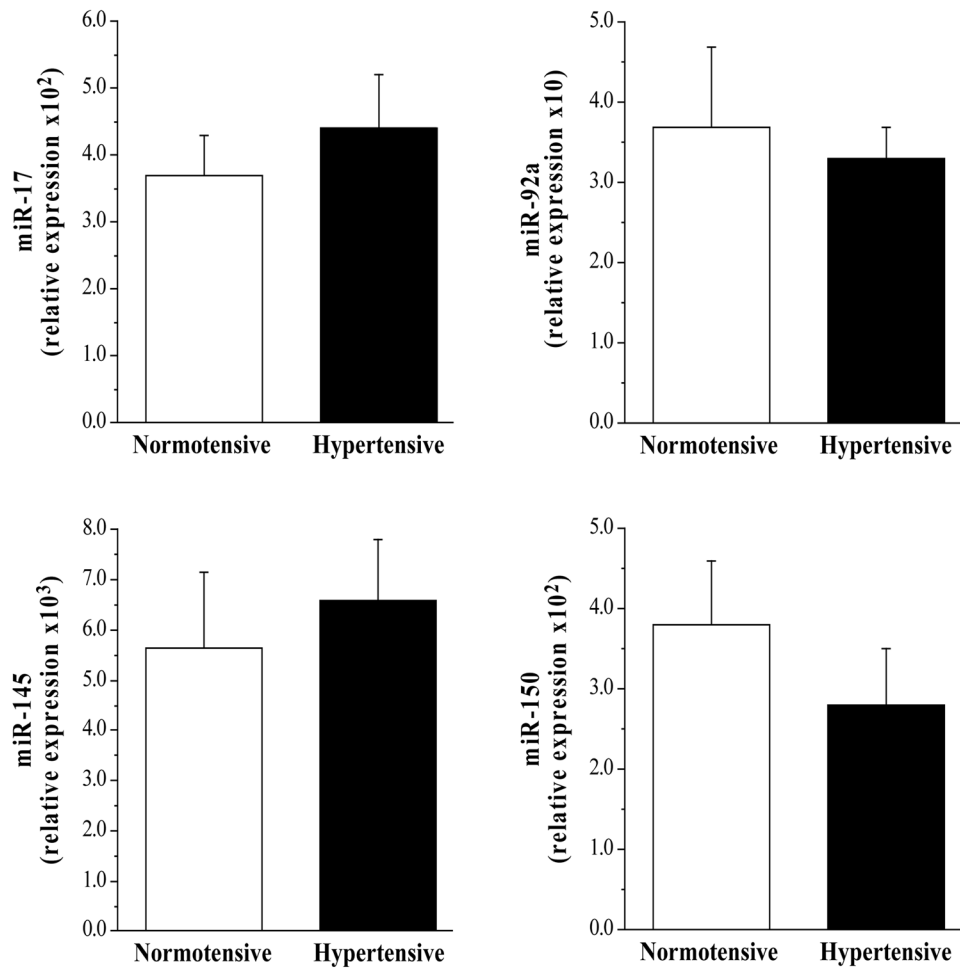 miR-17
(relative expression x10²)
6.0
5.0
4.0
3.0
2.0
1.0
0.0
Normotensive Hypertensive
miR-92a
(relative expression x10)
5.0
4.0
3.0
2.0
1.0
0.0
Normotensive Hypertensive
miR-145
(relative expression x10³)
8.0
7.0
6.0
5.0
4.0
3.0
2.0
1.0
0.0
Normotensive Hypertensive
miR-150
(relative expression x10²)
5.0
4.0
3.0
2.0
1.0
0.0
Normotensive Hypertensive